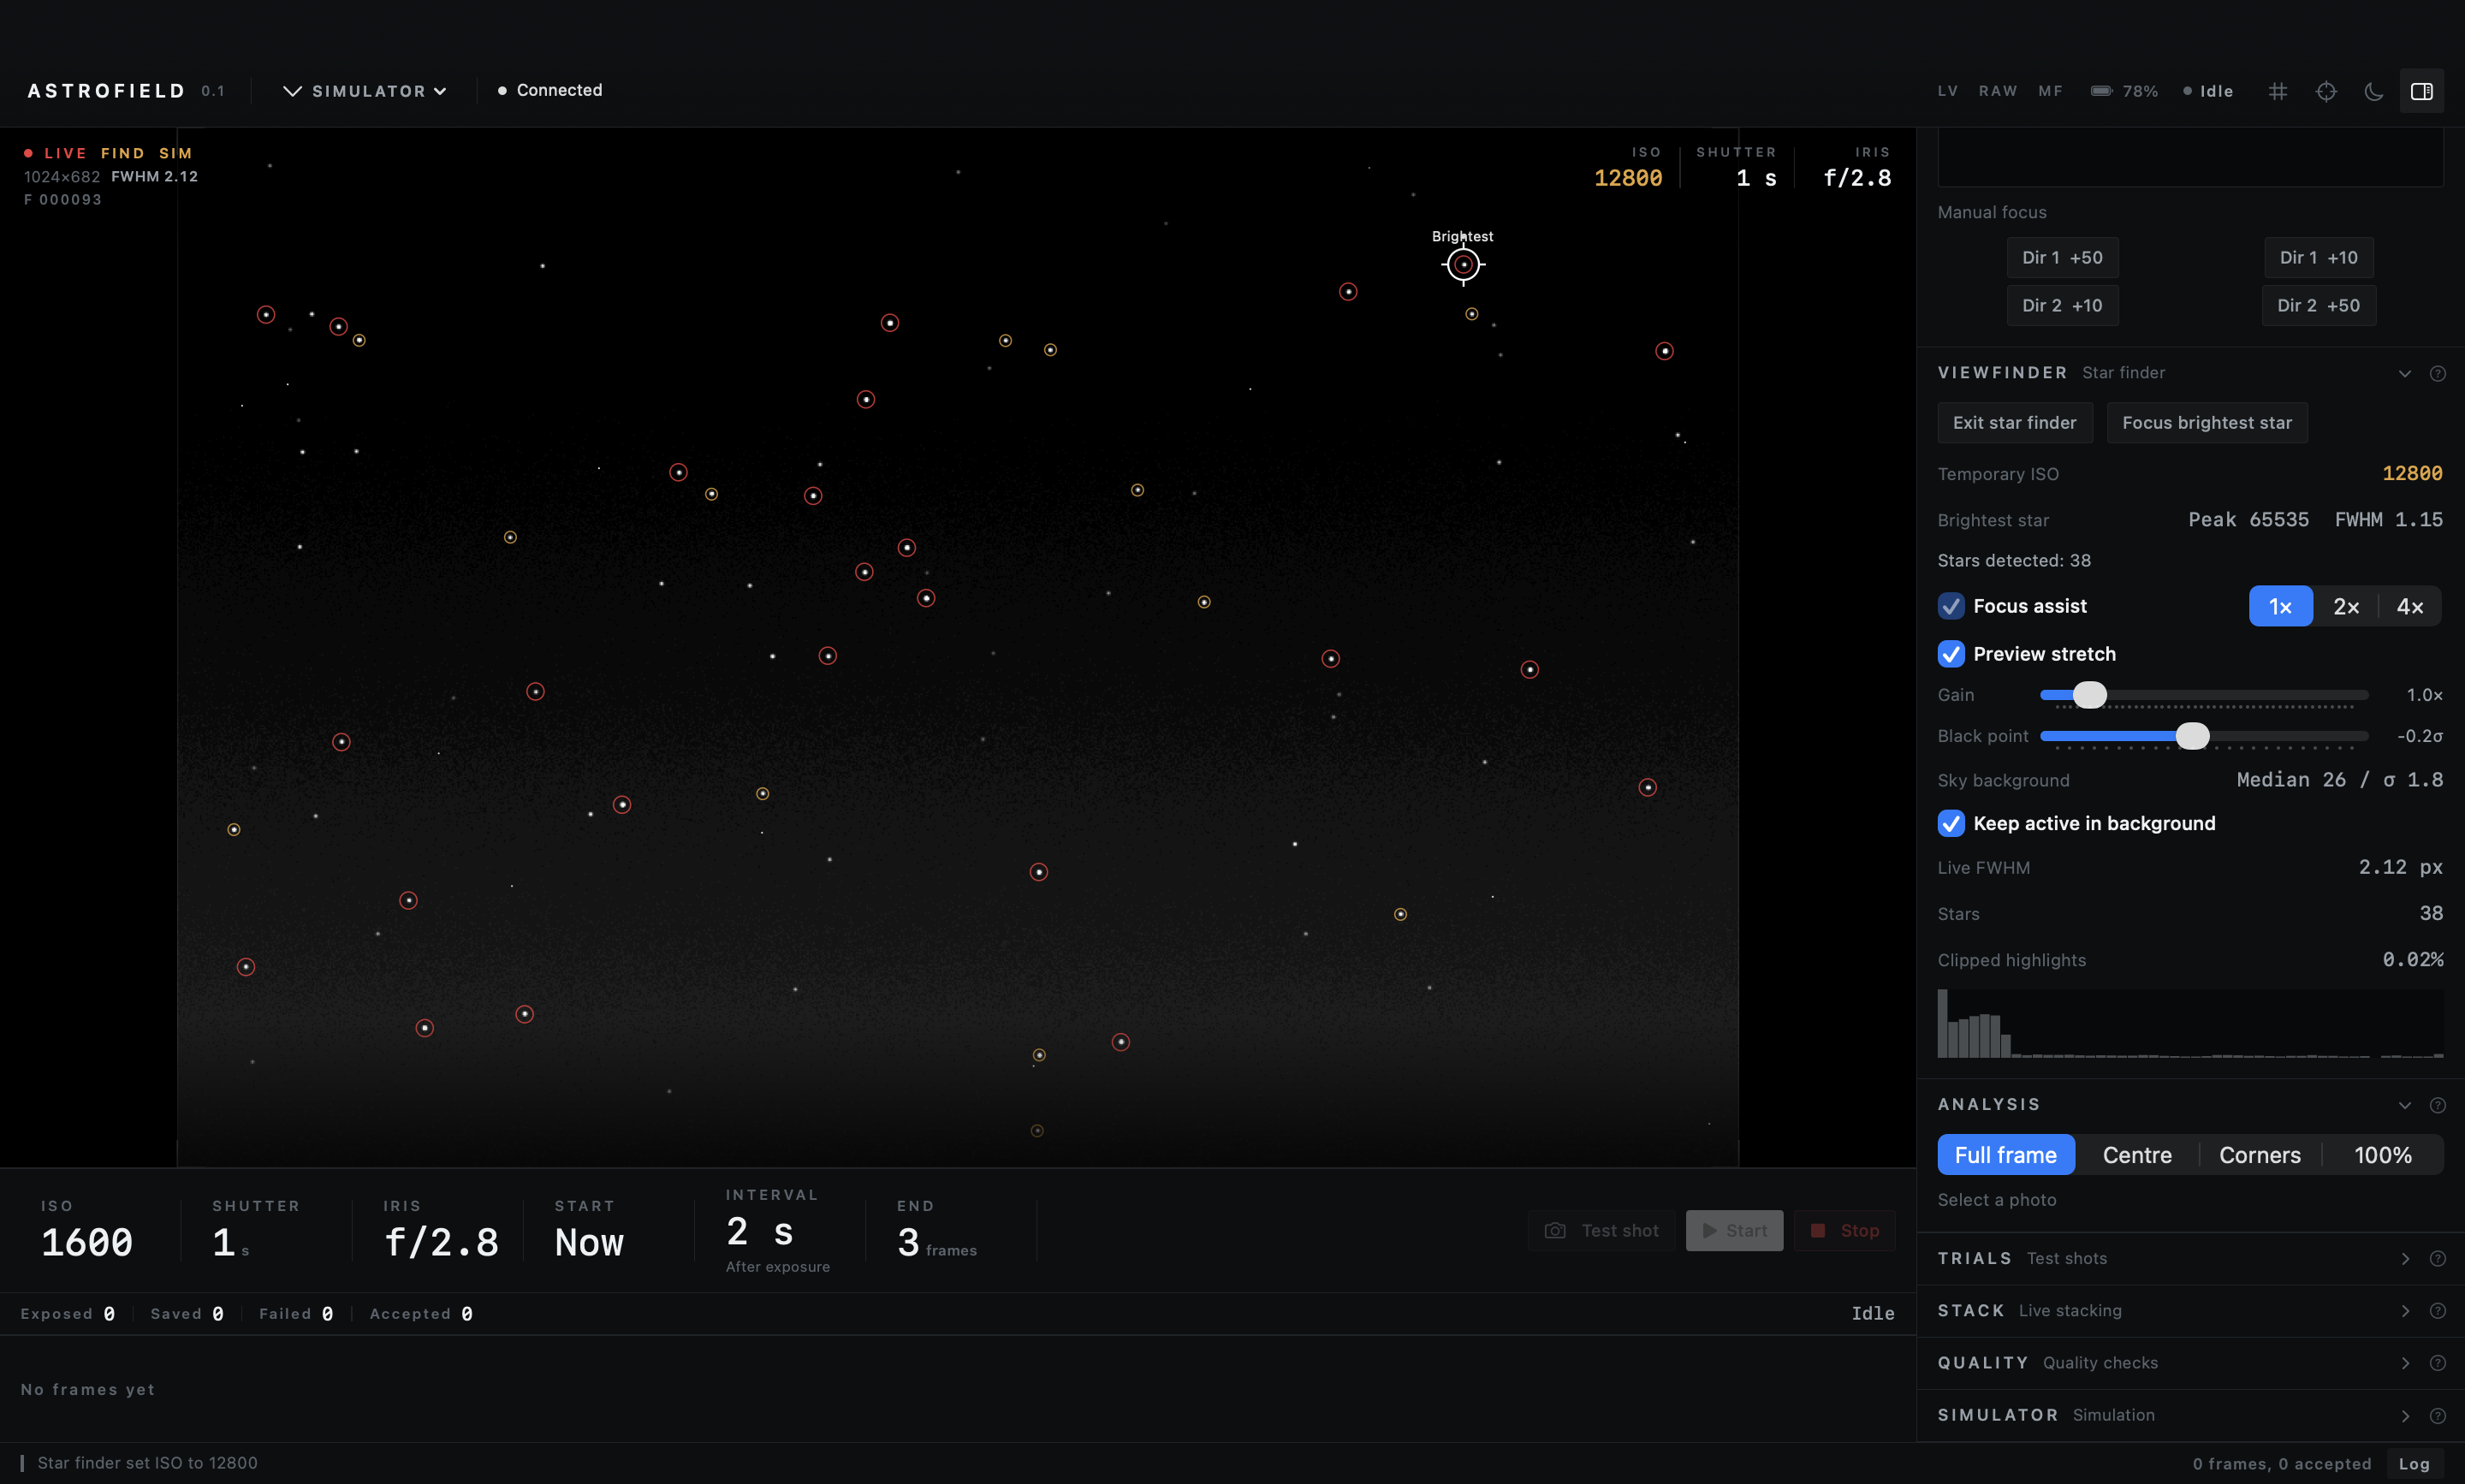 ASTROFIELD 0.1 SIMULATOR Connected LV RAW MF 78% Idle
LIVE FIND SIM
1024×682 FWHM 2.12
F 000093
ISO SHUTTER IRIS
12800 1 s f/2.8
Brightest
Manual focus
Dir 1 +50 Dir 1 +10
Dir 2 +10 Dir 2 +50
VIEWFINDER Star finder
Exit star finder Focus brightest star
Temporary ISO 12800
Brightest star Peak 65535 FWHM 1.15
Stars detected: 38
Focus assist 1× 2× 4×
Preview stretch
Gain 1.0×
Black point -0.2σ
Sky background Median 26 / σ 1.8
Keep active in background
Live FWHM 2.12 px
Stars 38
Clipped highlights 0.02%
ANALYSIS
Full frame Centre Corners 100%
Select a photo
TRIALS Test shots
STACK Live stacking
QUALITY Quality checks
SIMULATOR Simulation
ISO SHUTTER IRIS START INTERVAL END
1600 1 s f/2.8 Now 2 s 3 frames
After exposure
Test shot Start Stop
Exposed 0 Saved 0 Failed 0 Accepted 0 Idle
No frames yet
Star finder set ISO to 12800 0 frames, 0 accepted Log